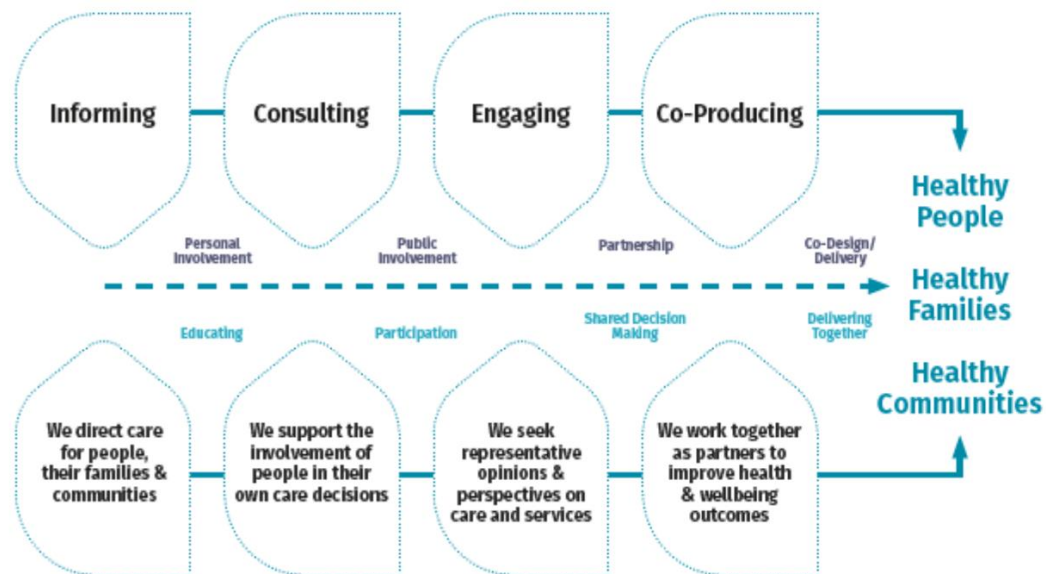 Informing
Consulting
Engaging
Co-Producing
Healthy
People
Personal
Involvement
Public
Involvement
Partnership
Co-Design/
Delivery
Healthy
Families
Educating
Participation
Shared Decision
Making
Delivering
Together
Healthy
Communities
We direct care
for people,
their families &
communities
We support the
involvement of
people in their
own care decisions
We seek
representative
opinions &
perspectives on
care and services
We work together
as partners to
improve health
& wellbeing
outcomes